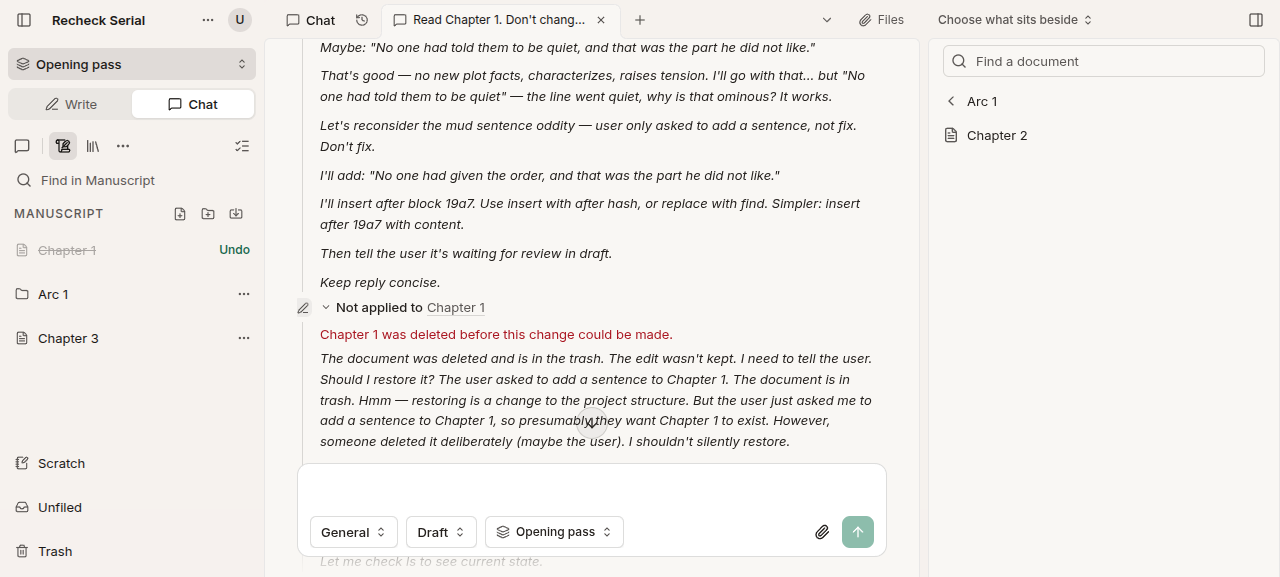 Recheck Serial
U
Opening pass
Write
Chat
Find in Manuscript
MANUSCRIPT
Chapter 1
Undo
Arc 1
Chapter 3
Scratch
Unfiled
Trash
Chat
Read Chapter 1. Don't chang...
Files
Maybe: "No one had told them to be quiet, and that was the part he did not like."
That's good — no new plot facts, characterizes, raises tension. I'll go with that... but "No
one had told them to be quiet" — the line went quiet, why is that ominous? It works.
Let's reconsider the mud sentence oddity — user only asked to add a sentence, not fix.
Don't fix.
I'll add: "No one had given the order, and that was the part he did not like."
I'll insert after block 19a7. Use insert with after hash, or replace with find. Simpler: insert
after 19a7 with content.
Then tell the user it's waiting for review in draft.
Keep reply concise.
Not applied to Chapter 1
Chapter 1 was deleted before this change could be made.
The document was deleted and is in the trash. The edit wasn't kept. I need to tell the user.
Should I restore it? The user asked to add a sentence to Chapter 1. The document is in
trash. Hmm — restoring is a change to the project structure. But the user just asked me to
add a sentence to Chapter 1, so presumably they want Chapter 1 to exist. However,
someone deleted it deliberately (maybe the user). I shouldn't silently restore.
General
Draft
Opening pass
Let me check ls to see current state.
Choose what sits beside
Find a document
Arc 1
Chapter 2